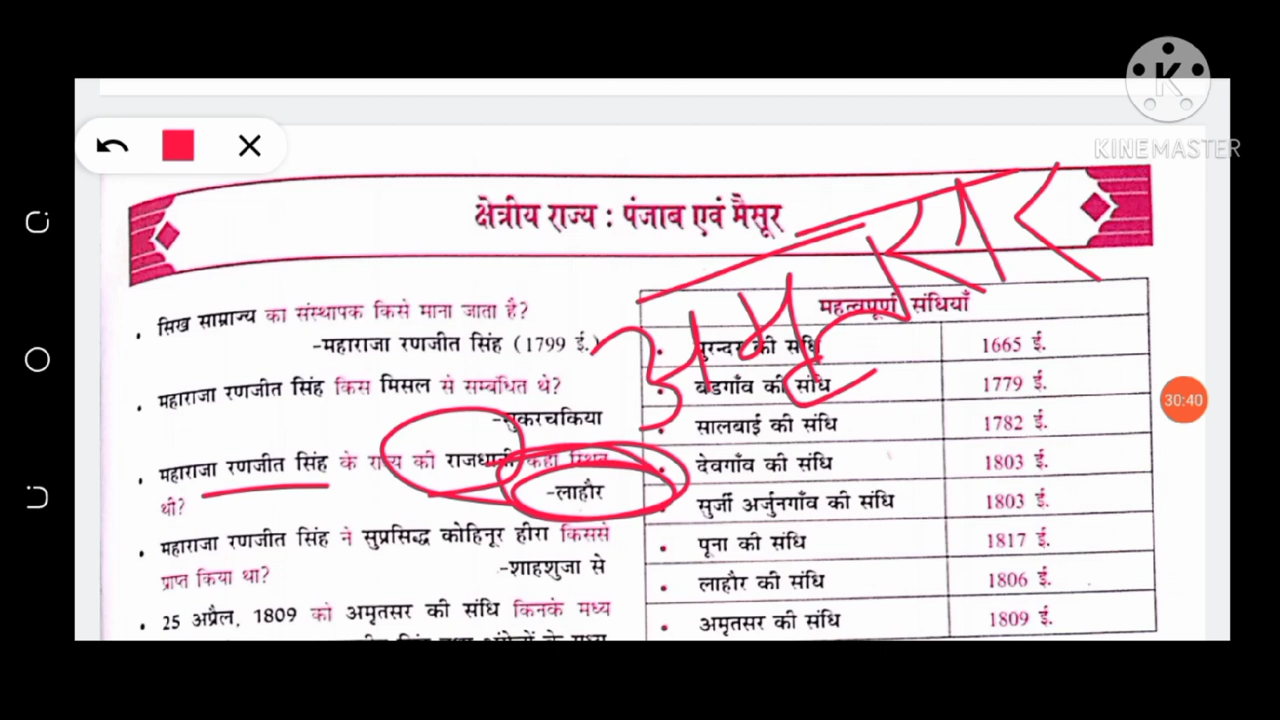 KINEMASTER
क्षेत्रीय राज्य : पंजाब एवं मैसूर
• सिख साम्राज्य का संस्थापक किसे माना जाता है?
-महाराजा रणजीत सिंह (1799 ई.)
• महाराजा रणजीत सिंह किस मिसल से सम्बंधित थे?
-सुकरचकिया
• महाराजा रणजीत सिंह के राज्य की राजधानी कहाँ स्थित
थी?
-लाहौर
• महाराजा रणजीत सिंह ने सुप्रसिद्ध कोहिनूर हीरा किससे
प्राप्त किया था?
-शाहशुजा से
• 25 अप्रैल, 1809 को अमृतसर की संधि किनके मध्य
महत्वपूर्ण संधियाँ
• पुरन्दर की संधि 1665 ई.
• बडगाँव की संधि 1779 ई.
• सालबाई की संधि 1782 ई.
• देवगाँव की संधि 1803 ई.
• सुर्जी अर्जुनगाँव की संधि 1803 ई.
• पूना की संधि 1817 ई.
• लाहौर की संधि 1806 ई.
• अमृतसर की संधि 1809 ई.
30:40